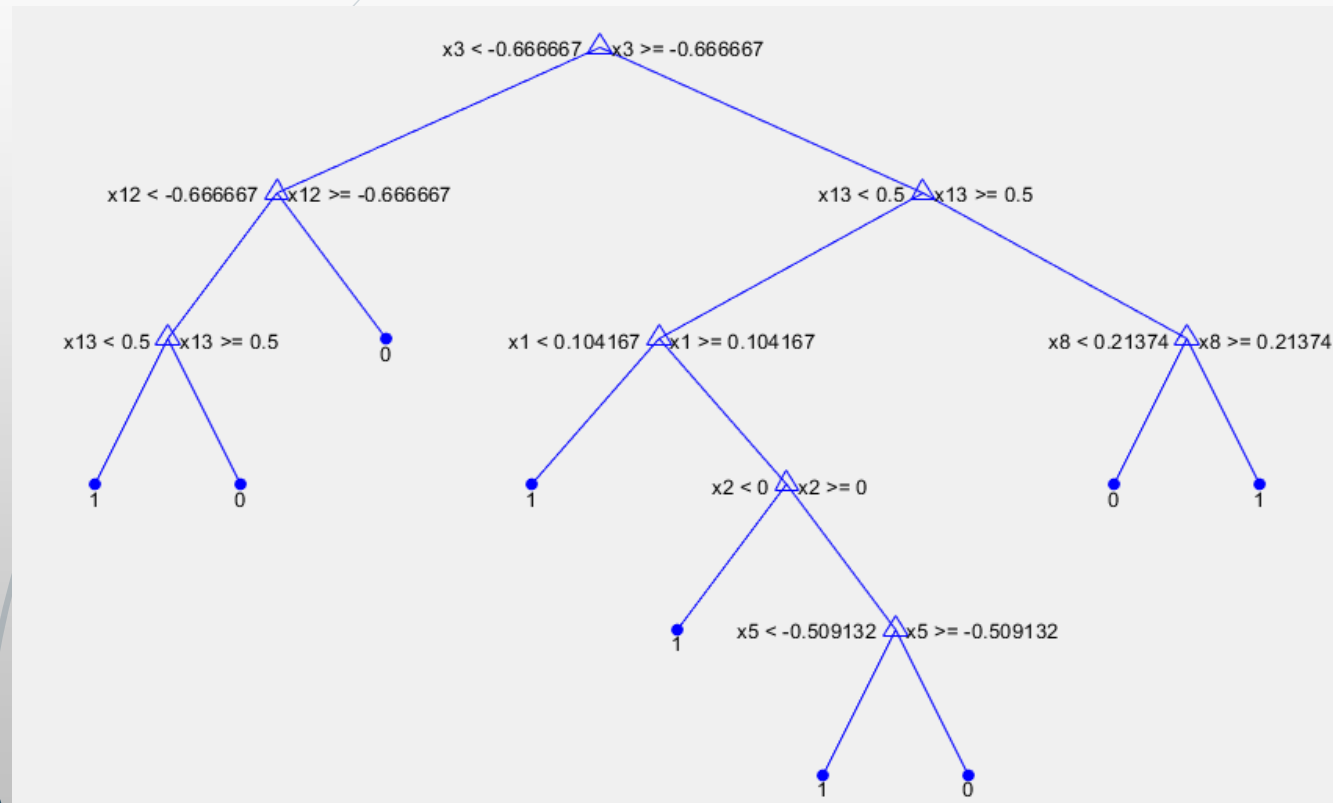 x3 < -0.666667 x3 >= -0.666667
x12 < -0.666667 x12 >= -0.666667 x13 < 0.5 x13 >= 0.5
x13 < 0.5 x13 >= 0.5 0 x1 < 0.104167 x1 >= 0.104167 x8 < 0.21374 x8 >= 0.21374
1 0 1 x2 < 0 x2 >= 0 0 1
1 x5 < -0.509132 x5 >= -0.509132
1 0